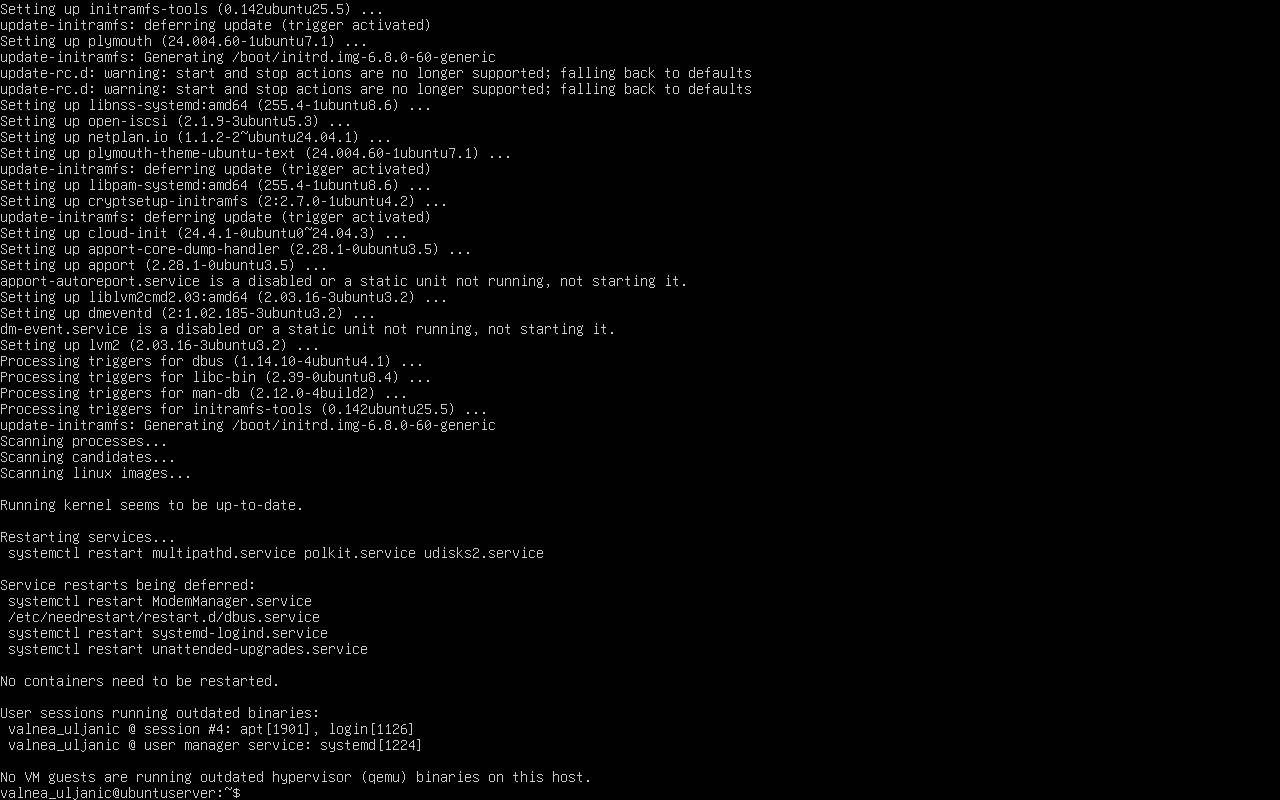 Setting up initramfs-tools (0.142ubuntu25.5) ...
update-initramfs: deferring update (trigger activated)
Setting up plymouth (24.004.60-1ubuntu7.1) ...
update-initramfs: Generating /boot/initrd.img-6.8.0-60-generic
update-rc.d: warning: start and stop actions are no longer supported; falling back to defaults
update-rc.d: warning: start and stop actions are no longer supported; falling back to defaults
Setting up libnss-systemd:amd64 (255.4-1ubuntu8.6) ...
Setting up open-iscsi (2.1.9-3ubuntu5.3) ...
Setting up netplan.io (1.1.2-2~ubuntu24.04.1) ...
Setting up plymouth-theme-ubuntu-text (24.004.60-1ubuntu7.1) ...
update-initramfs: deferring update (trigger activated)
Setting up libpam-systemd:amd64 (255.4-1ubuntu8.6) ...
Setting up cryptsetup-initramfs (2:2.7.0-1ubuntu4.2) ...
update-initramfs: deferring update (trigger activated)
Setting up cloud-init (24.4.1-0ubuntu0~24.04.3) ...
Setting up apport-core-dump-handler (2.28.1-0ubuntu3.5) ...
Setting up apport (2.28.1-0ubuntu3.5) ...
apport-autoreport.service is a disabled or a static unit not running, not starting it.
Setting up liblvm2cmd2.03:amd64 (2.03.16-3ubuntu3.2) ...
Setting up dmeventd (2:1.02.185-3ubuntu3.2) ...
dm-event.service is a disabled or a static unit not running, not starting it.
Setting up lvm2 (2.03.16-3ubuntu3.2) ...
Processing triggers for dbus (1.14.10-4ubuntu4.1) ...
Processing triggers for libc-bin (2.39-0ubuntu8.4) ...
Processing triggers for man-db (2.12.0-4build2) ...
Processing triggers for initramfs-tools (0.142ubuntu25.5) ...
update-initramfs: Generating /boot/initrd.img-6.8.0-60-generic
Scanning processes...
Scanning candidates...
Scanning linux images...

Running kernel seems to be up-to-date.

Restarting services...
 systemctl restart multipathd.service polkit.service udisks2.service

Service restarts being deferred:
 systemctl restart ModemManager.service
 /etc/needrestart/restart.d/dbus.service
 systemctl restart systemd-logind.service
 systemctl restart unattended-upgrades.service

No containers need to be restarted.

User sessions running outdated binaries:
 valnea_uljanic @ session #4: apt[1901], login[1126]
 valnea_uljanic @ user manager service: systemd[1224]

No VM guests are running outdated hypervisor (qemu) binaries on this host.
valnea_uljanic@ubuntuserver:~$